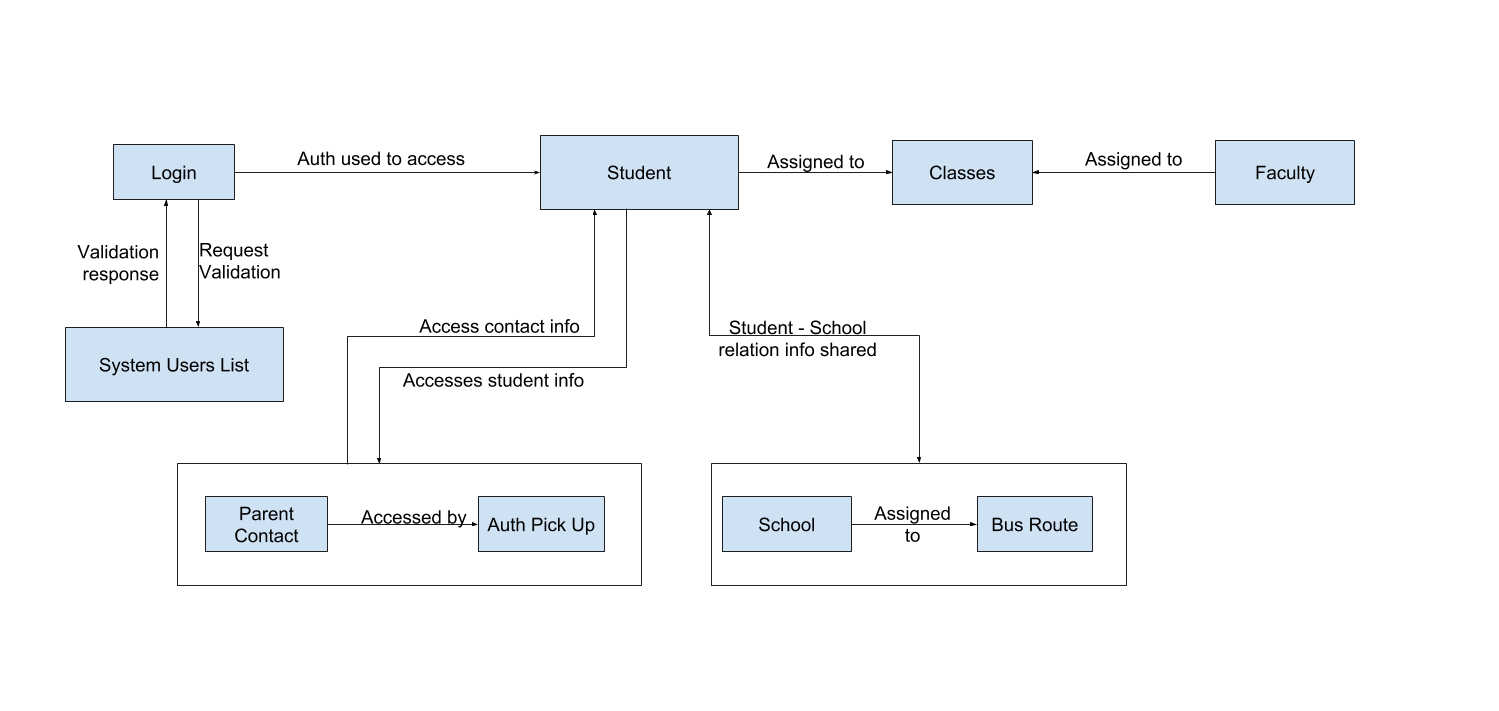 Login
Auth used to access
Student
Assigned to
Classes
Assigned to
Faculty
Validation
response
Request
Validation
System Users List
Access contact info
Accesses student info
Student - School
relation info shared
Parent
Contact
Accessed by
Auth Pick Up
School
Assigned
to
Bus Route